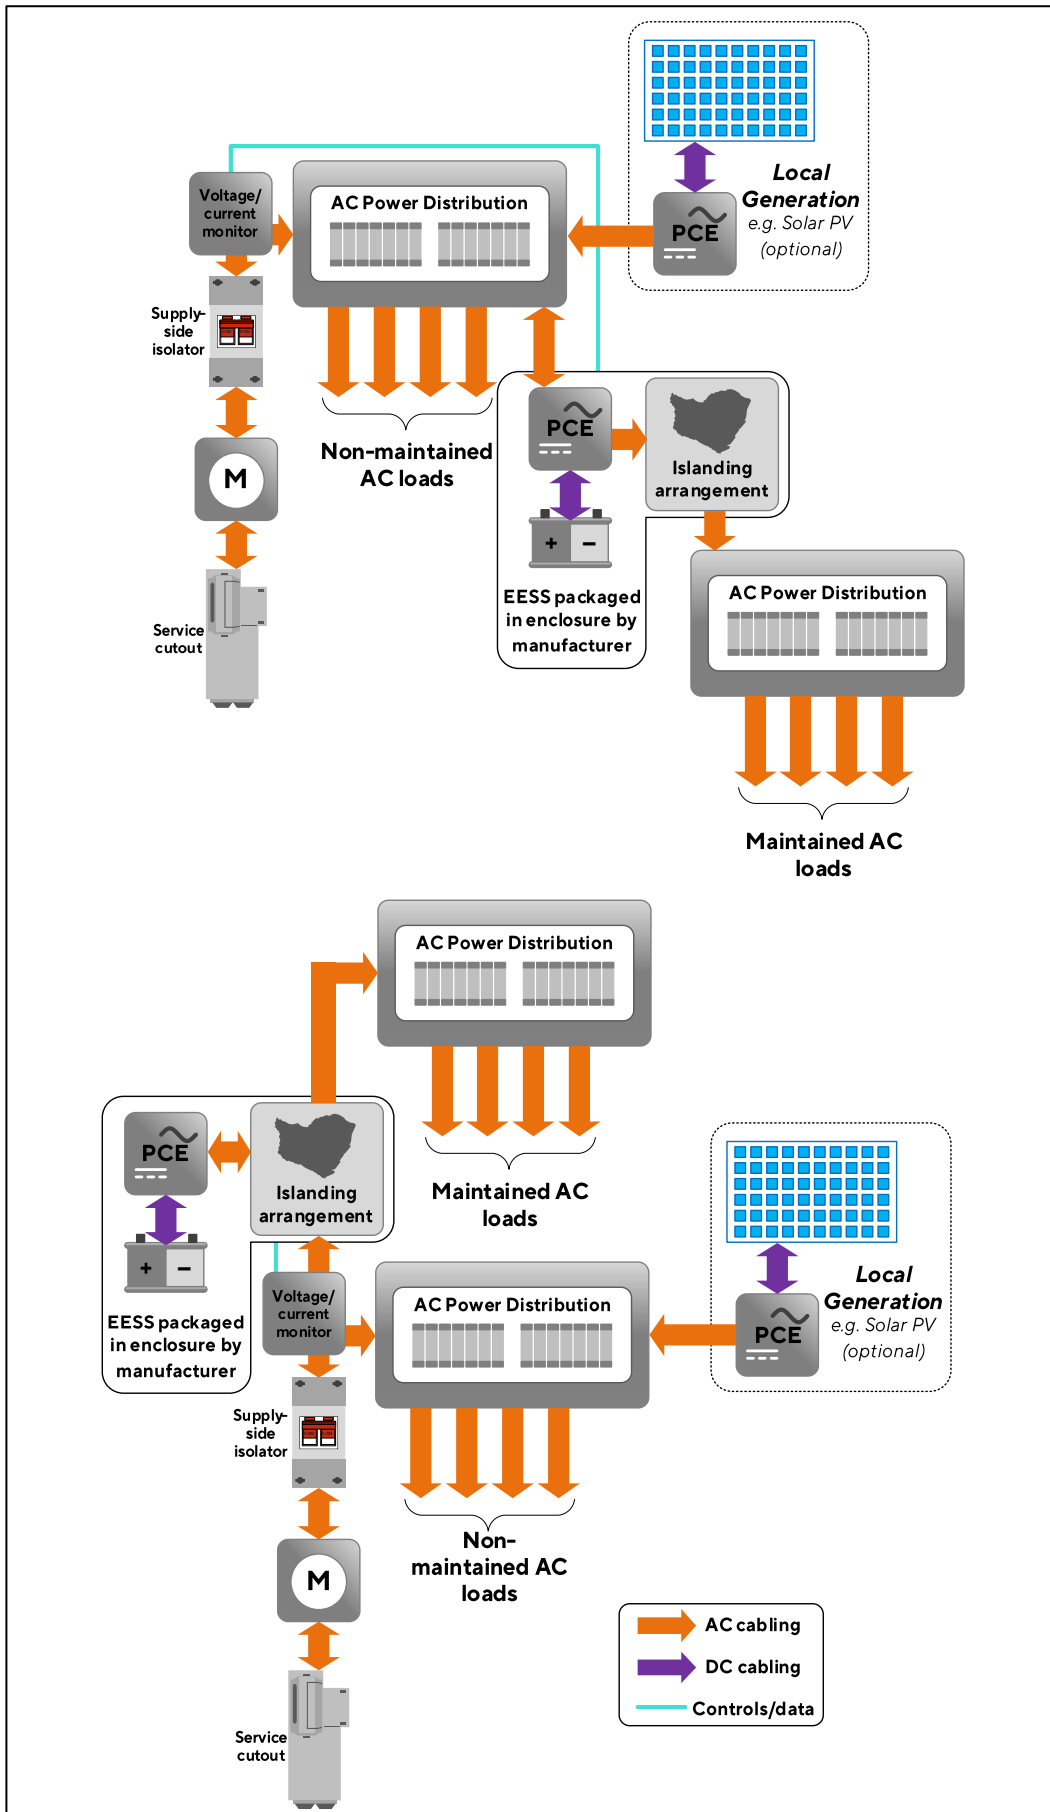 Voltage/
current
monitor
AC Power Distribution
Local
Generation
e.g. Solar PV
(optional)
PCE
Supply-
side
isolator
Non-maintained
AC loads
M
PCE
Islanding
arrangement
+ −
EESS packaged
in enclosure by
manufacturer
AC Power Distribution
Service
cutout
Maintained AC
loads
AC Power Distribution
PCE
Islanding
arrangement
Maintained AC
loads
+ −
EESS packaged
in enclosure by
manufacturer
Voltage/
current
monitor
AC Power Distribution
Local
Generation
e.g. Solar PV
(optional)
PCE
Supply-
side
isolator
Non-
maintained AC
loads
M
Service
cutout
AC cabling
DC cabling
Controls/data